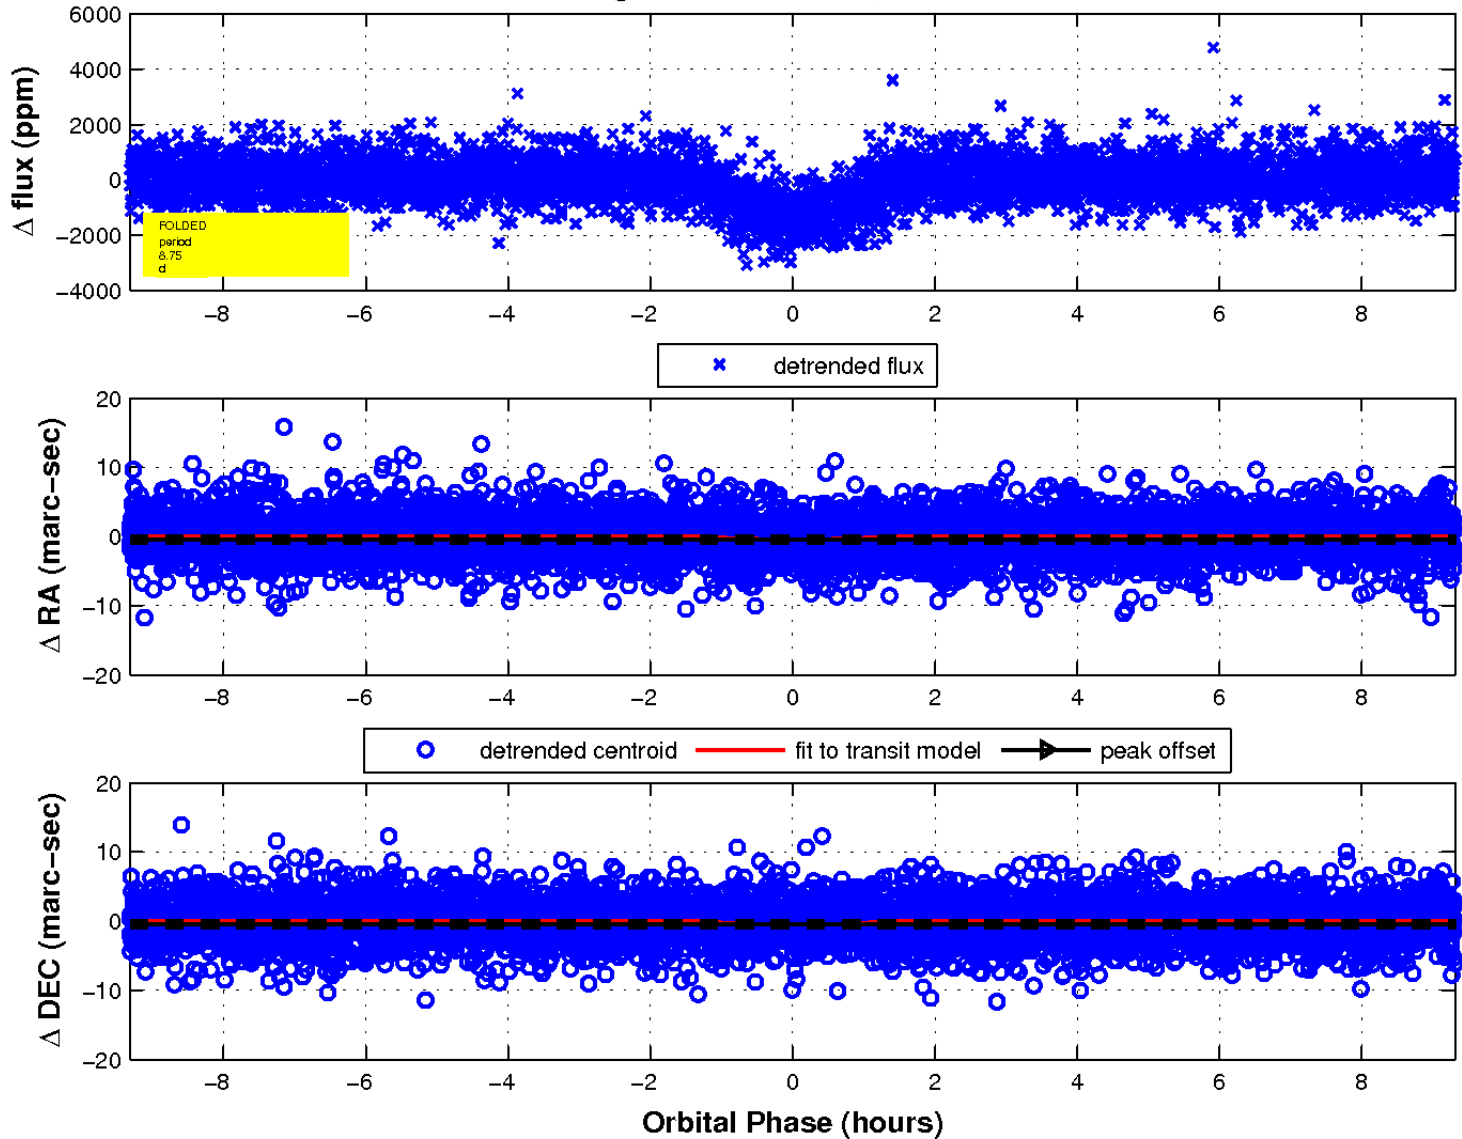 6000
4000
2000
0
−2000
−4000
Δ flux (ppm)
FOLDED
period
8.75
d
−8 −6 −4 −2 0 2 4 6 8
detrended flux
20
10
0
−10
−20
Δ RA (marc−sec)
−8 −6 −4 −2 0 2 4 6 8
detrended centroid fit to transit model peak offset
20
10
0
−10
−20
Δ DEC (marc−sec)
−8 −6 −4 −2 0 2 4 6 8
Orbital Phase (hours)